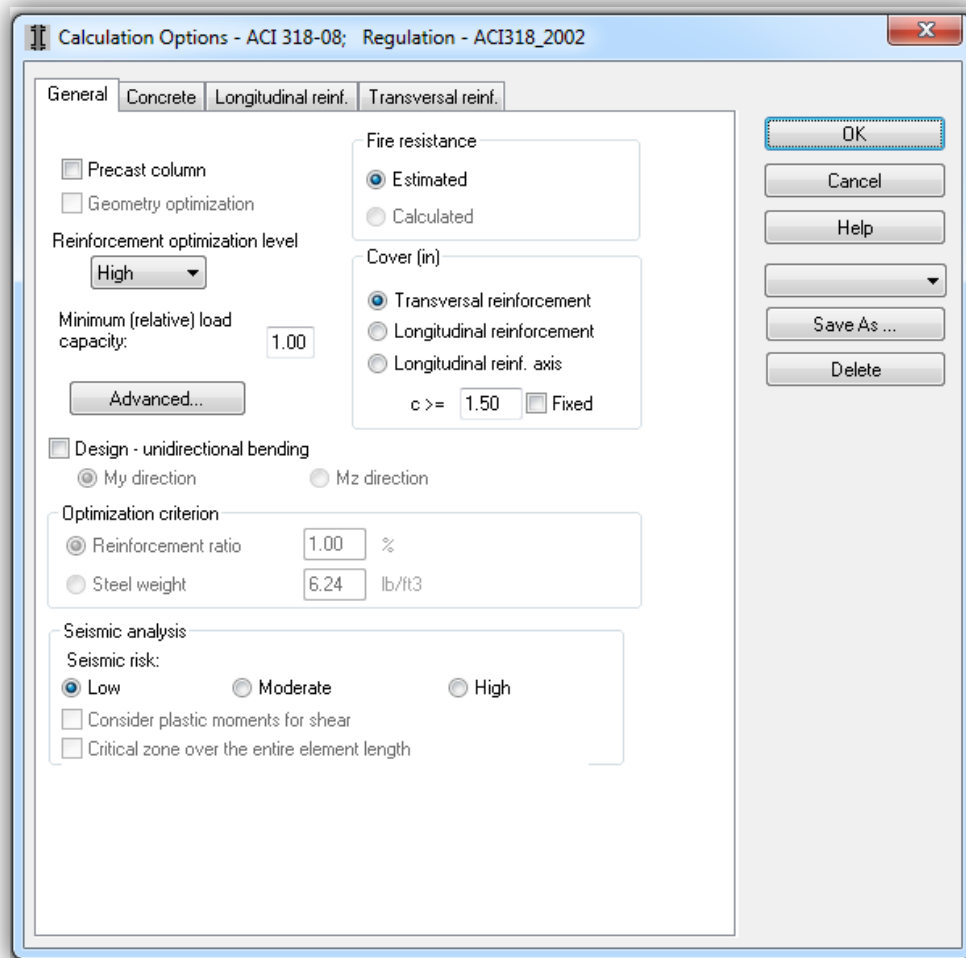 Calculation Options - ACI 318-08;   Regulation - ACI318_2002
General
Concrete
Longitudinal reinf.
Transversal reinf.
Precast column
Geometry optimization
Reinforcement optimization level
High
Minimum (relative) load
capacity:
1.00
Advanced...
Fire resistance
Estimated
Calculated
Cover (in)
Transversal reinforcement
Longitudinal reinforcement
Longitudinal reinf. axis
c >= 1.50 Fixed
Design - unidirectional bending
My direction
Mz direction
Optimization criterion
Reinforcement ratio 1.00 %
Steel weight 6.24 lb/ft3
Seismic analysis
Seismic risk:
Low Moderate High
Consider plastic moments for shear
Critical zone over the entire element length
OK
Cancel
Help
Save As ...
Delete